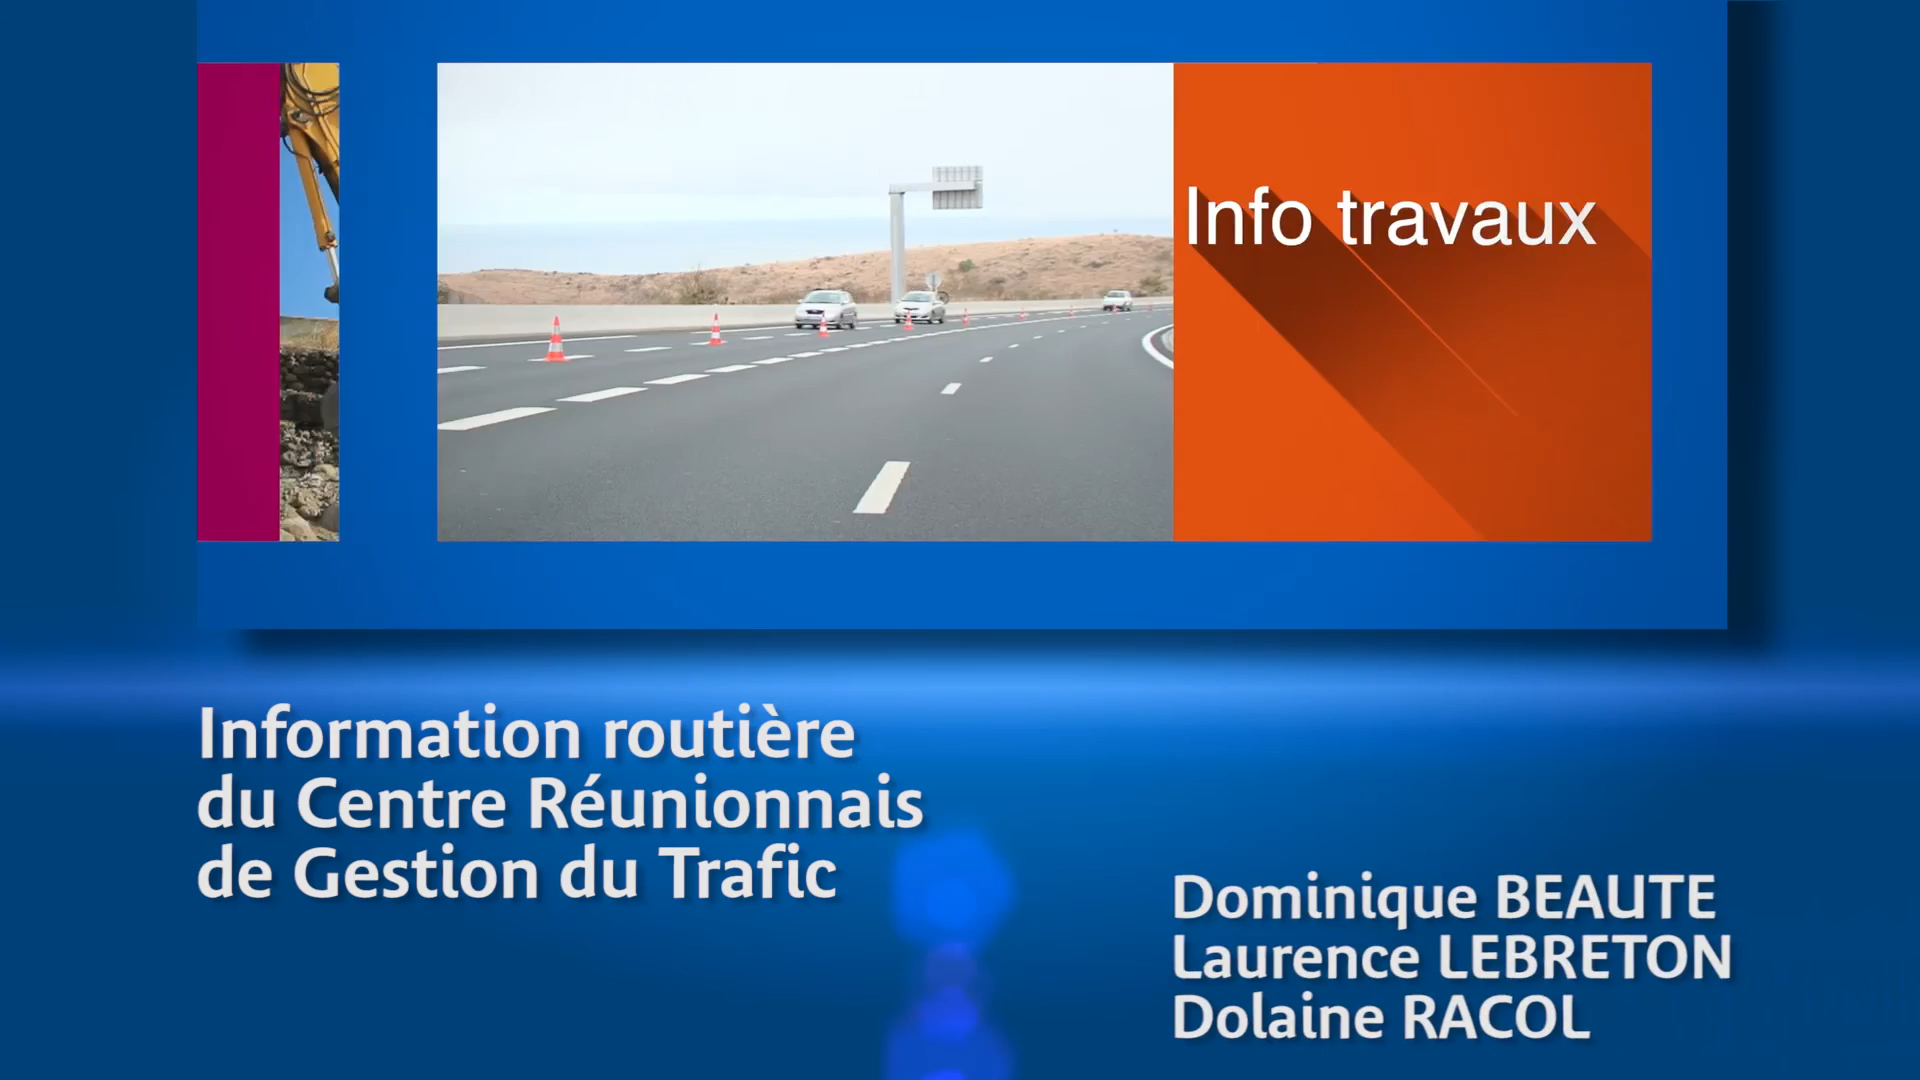 Info travaux
Information routière
du Centre Réunionnais
de Gestion du Trafic
Dominique BEAUTE
Laurence LEBRETON
Dolaine RACOL